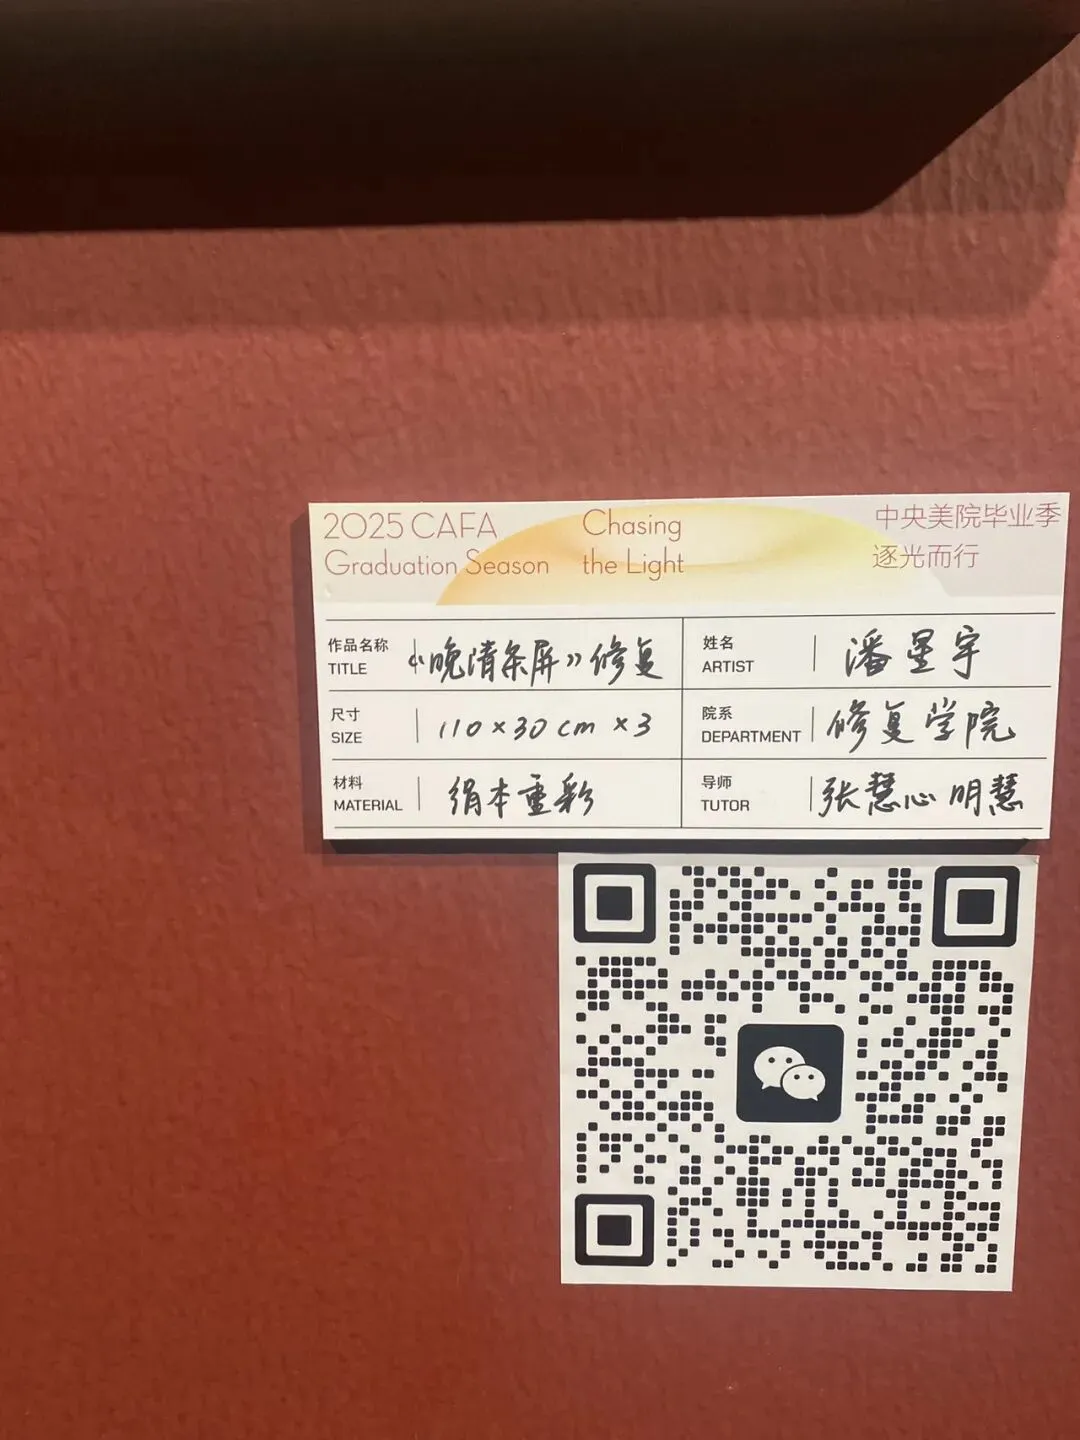 2025 CAFA
Graduation Season
Chasing
the Light
中央美院毕业季
逐光而行
作品名称
TITLE
《晚清条屏》修复
姓名
ARTIST
潘星宇
尺寸
SIZE
110×30cm×3
院系
DEPARTMENT
修复学院
材料
MATERIAL
绢本重彩
导师
TUTOR
张慧心 明慧